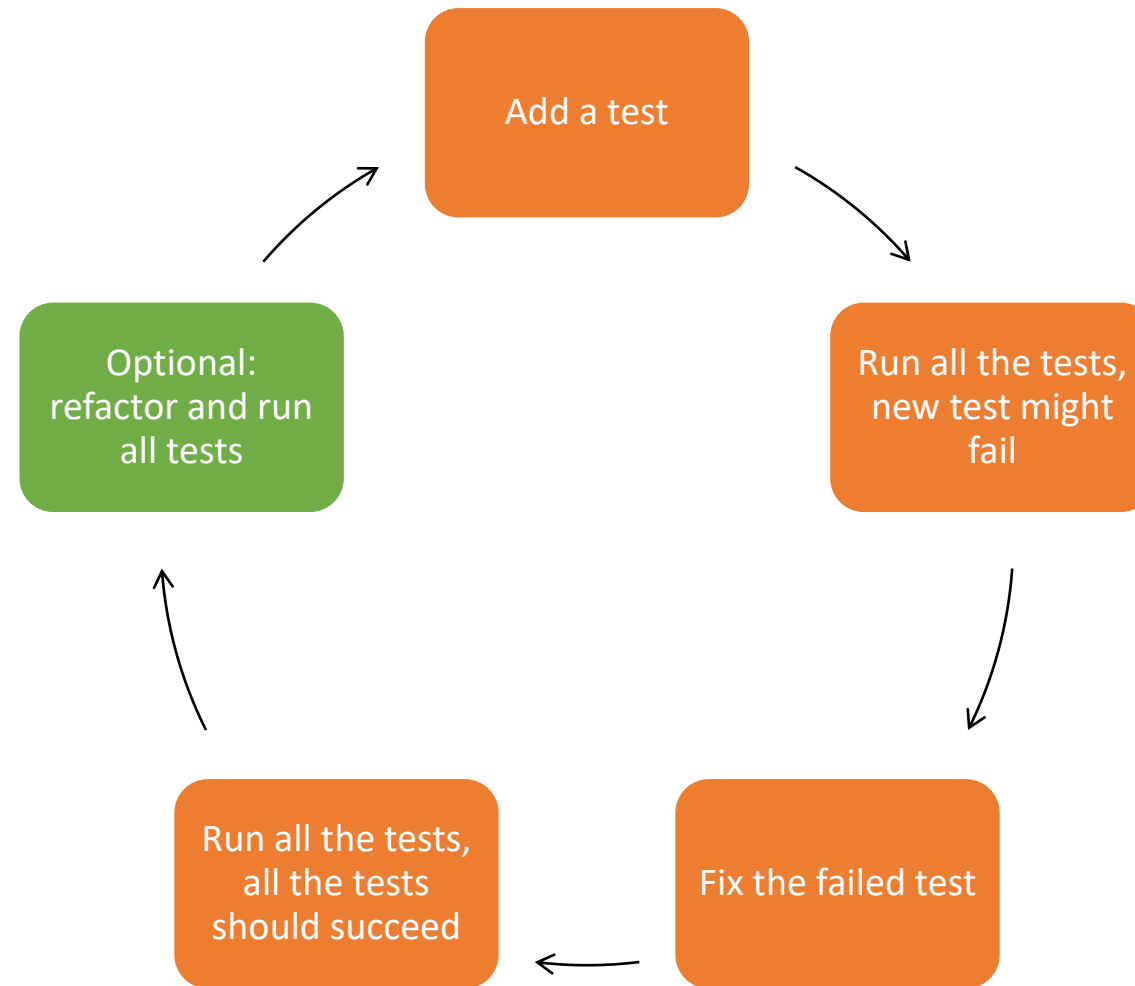 Add a test
Run all the tests,
new test might
fail
Fix the failed test
Run all the tests,
all the tests
should succeed
Optional:
refactor and run
all tests